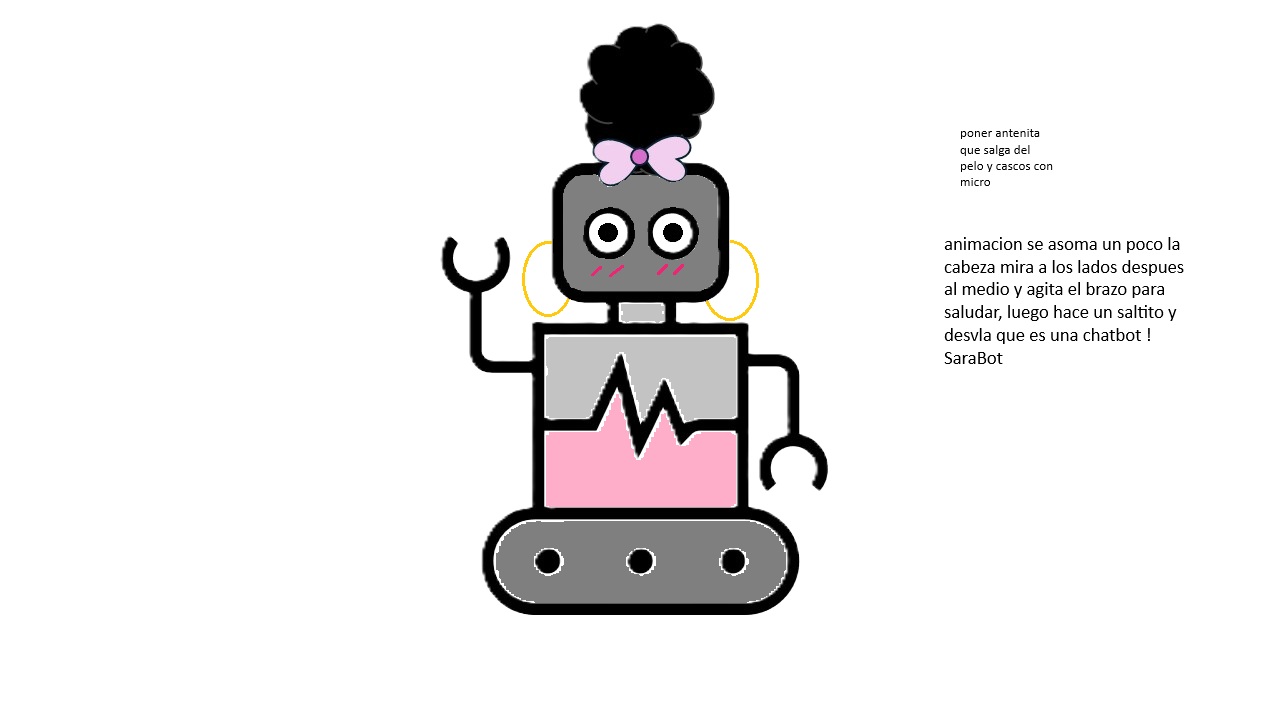 poner antenita
que salga del
pelo y cascos con
micro
animacion se asoma un poco la
cabeza mira a los lados despues
al medio y agita el brazo para
saludar, luego hace un saltito y
desvla que es una chatbot !
SaraBot